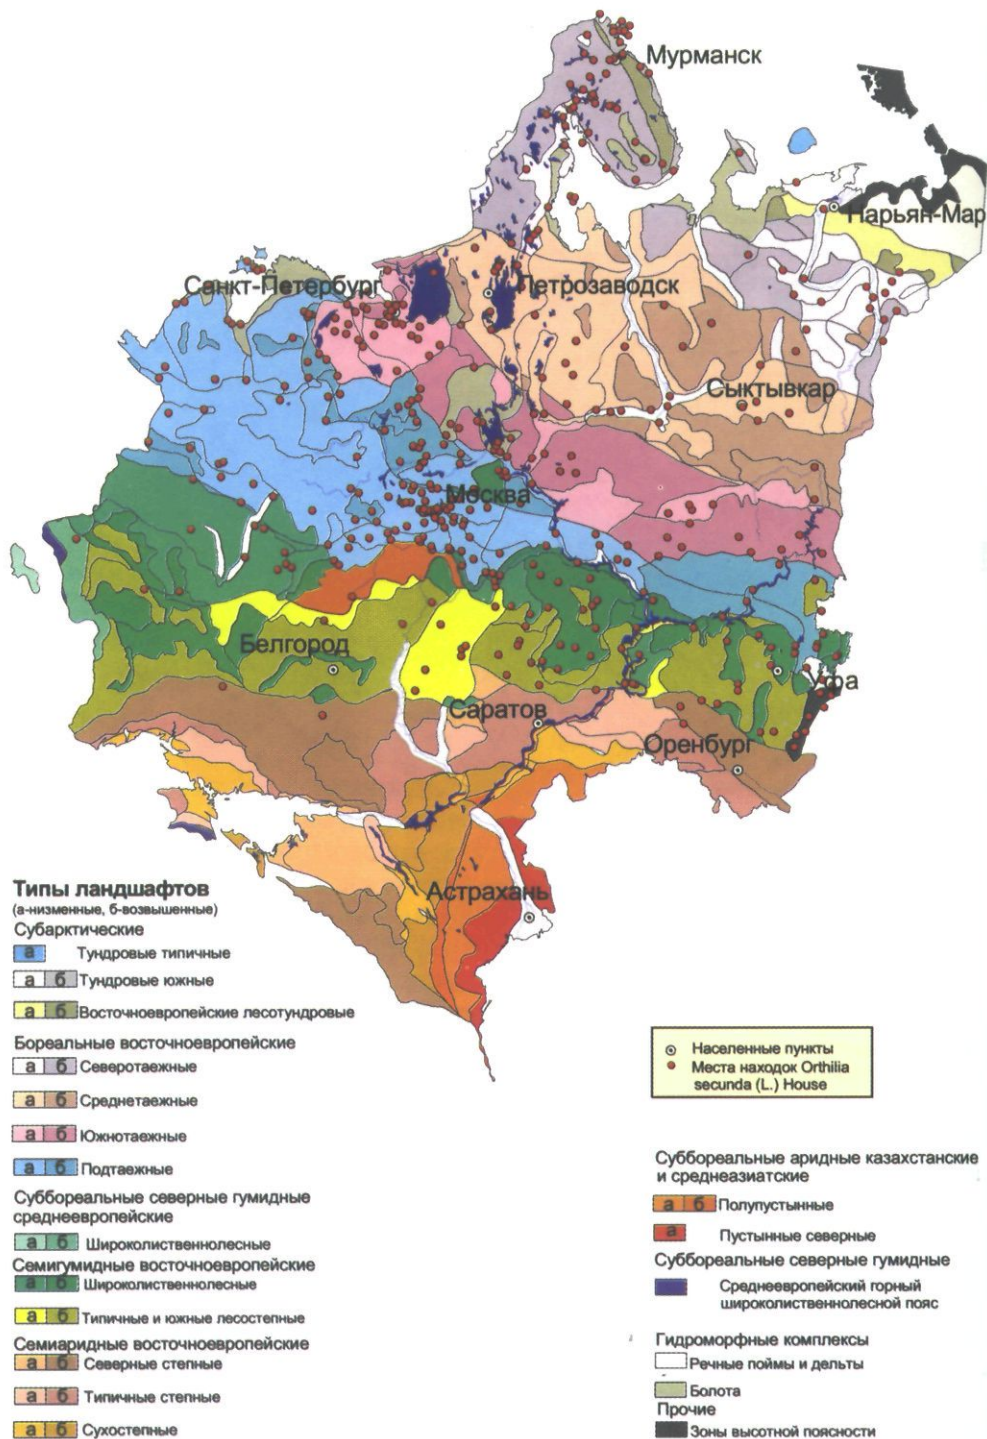 Мурманск
Нарьян-Мар
Санкт-Петербург
Петрозаводск
Сыктывкар
Москва
Белгород
Уфа
Саратов
Оренбург
Астрахань
Типы ландшафтов
(а-низменные, б-возвышенные)
Субарктические
а Тундровые типичные
а б Тундровые южные
а б Восточноевропейские лесотундровые
Бореальные восточноевропейские
а б Северотаежные
а б Среднетаежные
а б Южнотаежные
а б Подтаежные
Суббореальные северные гумидные
среднеевропейские
а б Широколиственнолесные
Семигумидные восточноевропейские
а б Широколиственнолесные
а б Типичные и южные лесостепные
Семиаридные восточноевропейские
а б Северные степные
а б Типичные степные
а б Сухостепные
Населенные пункты
Места находок Orthilia
secunda (L.) House
Суббореальные аридные казахстанские
и среднеазиатские
а б Полупустынные
а Пустынные северные
Суббореальные северные гумидные
Среднеевропейский горный
широколиственнолесной пояс
Гидроморфные комплексы
Речные поймы и дельты
Болота
Прочие
Зоны высотной поясности